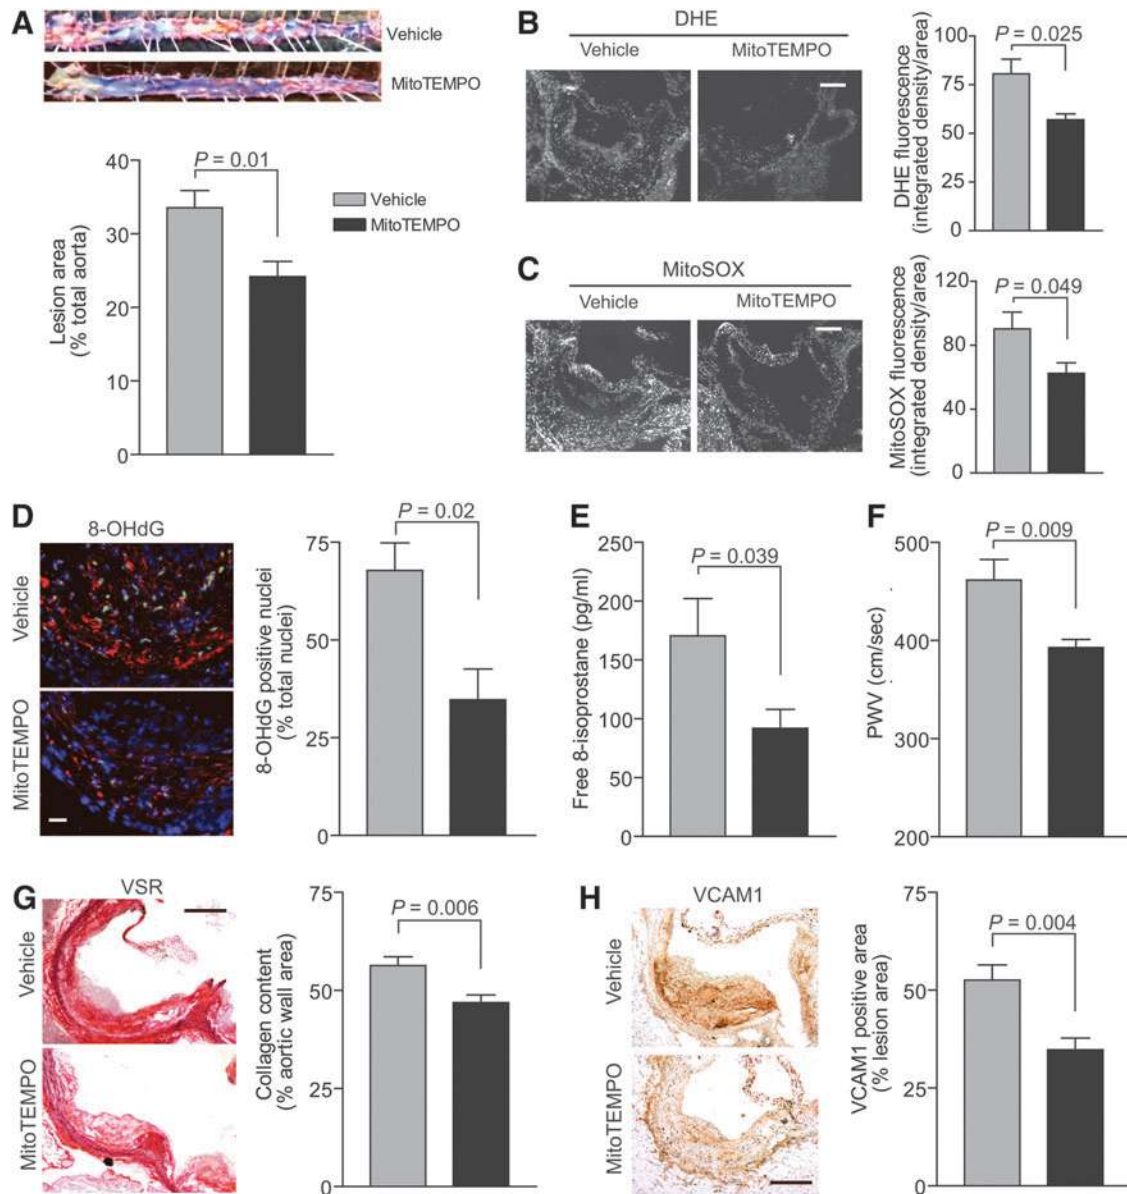 A
Vehicle
MitoTEMPO
Lesion area
(% total aorta)
40
30
20
10
0
P = 0.01
Vehicle
MitoTEMPO
B
DHE
Vehicle
MitoTEMPO
DHE fluorescence
(integrated density/area)
100
75
50
25
0
P = 0.025
C
MitoSOX
Vehicle
MitoTEMPO
MitoSOX fluorescence
(integrated density/area)
120
80
40
0
P = 0.049
D
8-OHdG
Vehicle
MitoTEMPO
8-OHdG positive nuclei
(% total nuclei)
75
50
25
0
P = 0.02
E
Free 8-isoprostane (pg/ml)
250
200
150
100
50
0
P = 0.039
F
PWV (cm/sec)
500
400
300
200
P = 0.009
G
VSR
Vehicle
MitoTEMPO
Collagen content
(% aortic wall area)
75
50
25
0
P = 0.006
H
VCAM1
Vehicle
MitoTEMPO
VCAM1 positive area
(% lesion area)
75
50
25
0
P = 0.004